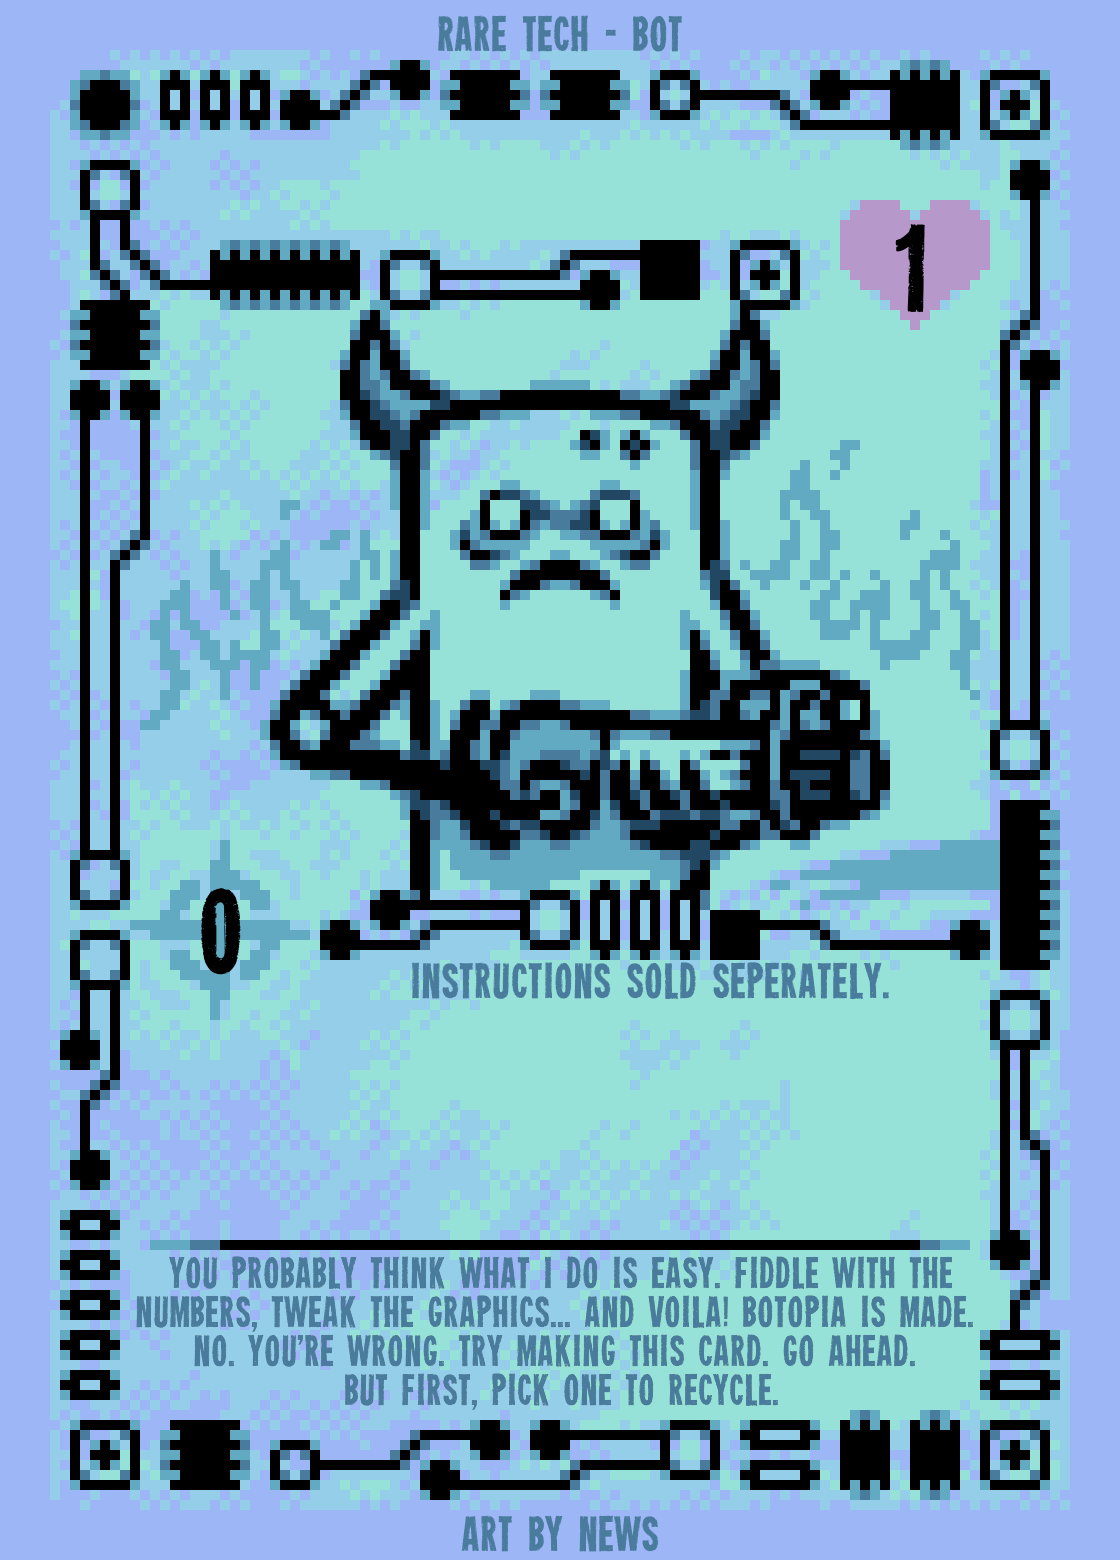 RARE TECH - BOT
1
0
INSTRUCTIONS SOLD SEPERATELY.
YOU PROBABLY THINK WHAT I DO IS EASY. FIDDLE WITH THE
NUMBERS, TWEAK THE GRAPHICS... AND VOILA! BOTOPIA IS MADE.
NO. YOU'RE WRONG. TRY MAKING THIS CARD. GO AHEAD.
BUT FIRST, PICK ONE TO RECYCLE.
ART BY NEWS